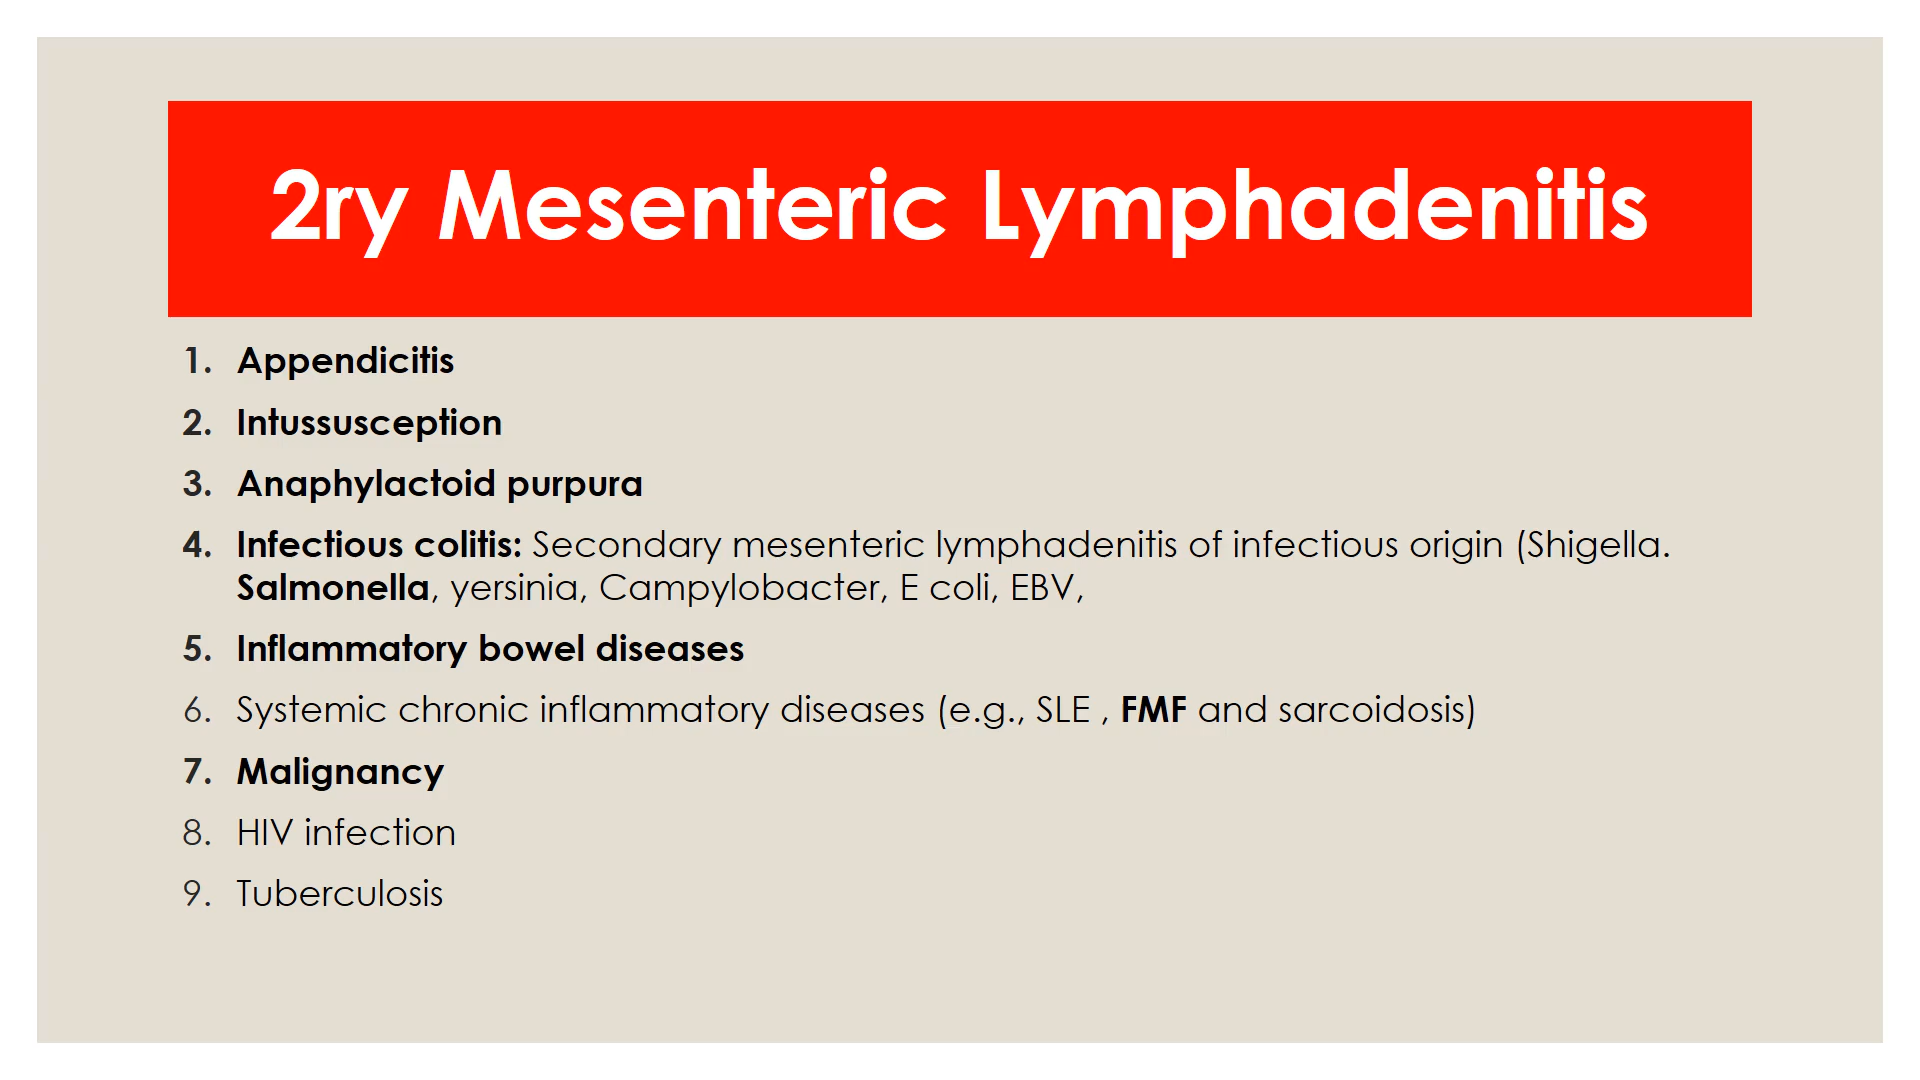 2ry Mesenteric Lymphadenitis
1. Appendicitis
2. Intussusception
3. Anaphylactoid purpura
4. Infectious colitis: Secondary mesenteric lymphadenitis of infectious origin (Shigella.
Salmonella, yersinia, Campylobacter, E coli, EBV,
5. Inflammatory bowel diseases
6. Systemic chronic inflammatory diseases (e.g., SLE , FMF and sarcoidosis)
7. Malignancy
8. HIV infection
9. Tuberculosis